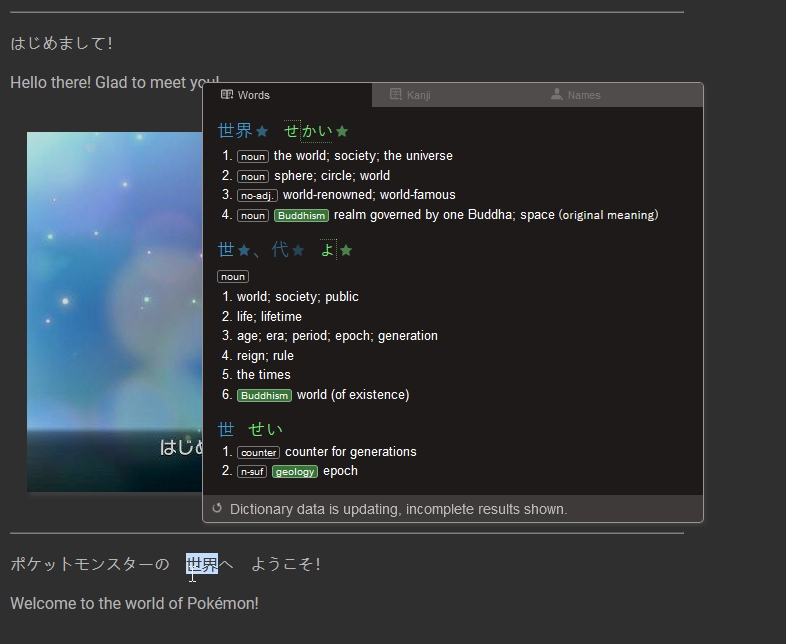 はじめまして!
Hello there! Glad to meet you!
Words
Kanji
Names
世界★ せかい★
1. noun the world; society; the universe
2. noun sphere; circle; world
3. no-adj. world-renowned; world-famous
4. noun Buddhism realm governed by one Buddha; space (original meaning)
世★、代★ よ★
noun
1. world; society; public
2. life; lifetime
3. age; era; period; epoch; generation
4. reign; rule
5. the times
6. Buddhism world (of existence)
世 せい
1. counter counter for generations
2. n-suf geology epoch
はじ
Dictionary data is updating, incomplete results shown.
ポケットモンスターの 世界へ ようこそ!
Welcome to the world of Pokémon!